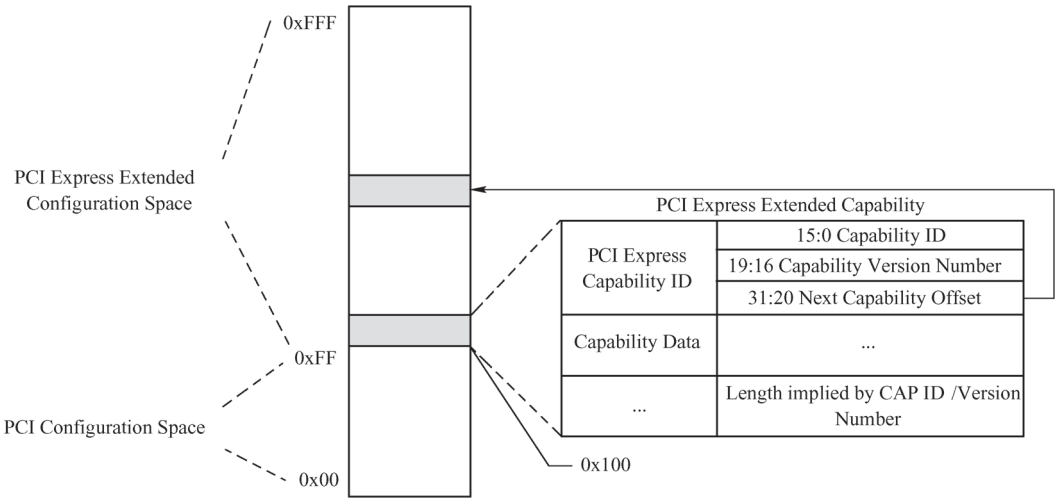 0xFFF
PCI Express Extended
Configuration Space
PCI Express Extended Capability
PCI Express
Capability ID
15:0 Capability ID
19:16 Capability Version Number
31:20 Next Capability Offset
Capability Data
...
...
Length implied by CAP ID /Version
Number
0xFF
PCI Configuration Space
0x00
0x100